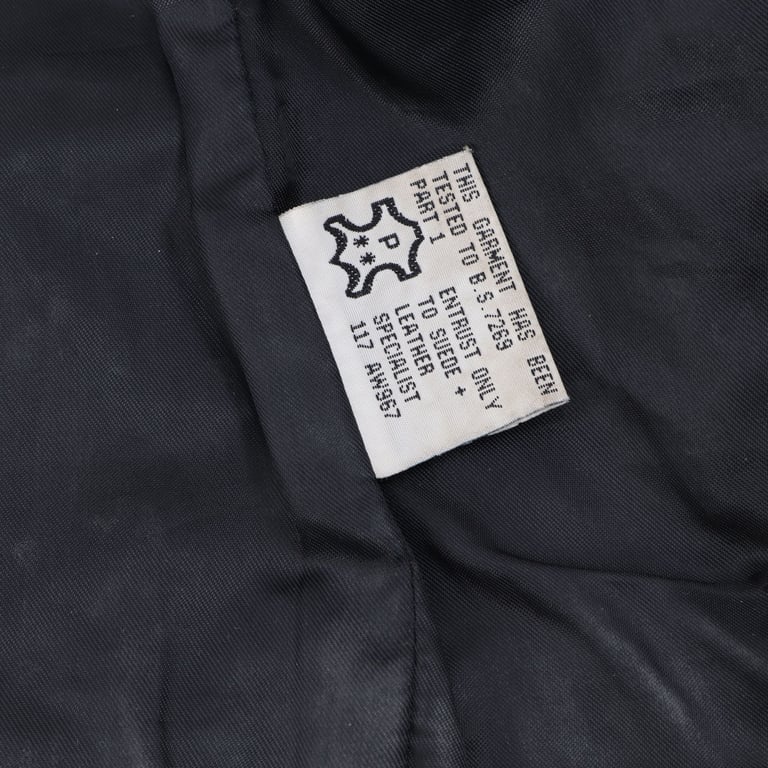 THIS GARMENT HAS BEEN
TESTED TO B.S.7269
PART 1
P
**
ENTRUST ONLY
TO SUEDE +
LEATHER
SPECIALIST
117 AW967